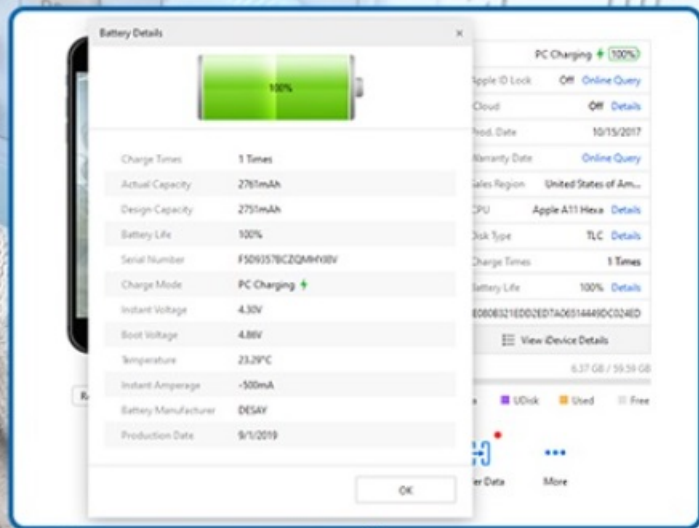 Battery Details
100%
Charge Times 1 Times
Actual Capacity 2761mAh
Design Capacity 2751mAh
Battery Life 100%
Serial Number
Charge Mode PC Charging
Instant Voltage 4.30V
Boot Voltage 4.86V
Temperature 23.29°C
Instant Amperage -500mA
Battery Manufacturer DESAY
Production Date 9/1/2019
OK
PC Charging 100%
Apple ID Lock Off Online Query
iCloud Off Details
Prod. Date 10/15/2017
Warranty Date Online Query
Sales Region United States of Am...
CPU Apple A11 Hexa Details
Disk Type TLC Details
Charge Times 1 Times
Battery Life 100% Details
View iDevice Details
6.37 GB / 59.59 GB
UDisk Used Free
er Data More